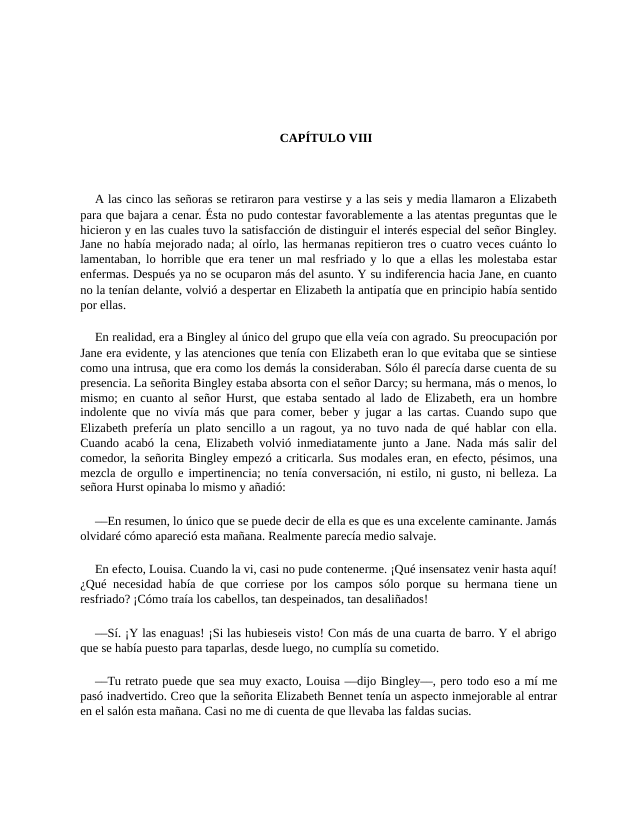 CAPÍTULO VIII
A las cinco las señoras se retiraron para vestirse y a las seis y media llamaron a Elizabeth
para que bajara a cenar. Ésta no pudo contestar favorablemente a las atentas preguntas que le
hicieron y en las cuales tuvo la satisfacción de distinguir el interés especial del señor Bingley.
Jane no había mejorado nada; al oírlo, las hermanas repitieron tres o cuatro veces cuánto lo
lamentaban, lo horrible que era tener un mal resfriado y lo que a ellas les molestaba estar
enfermas. Después ya no se ocuparon más del asunto. Y su indiferencia hacia Jane, en cuanto
no la tenían delante, volvió a despertar en Elizabeth la antipatía que en principio había sentido
por ellas.
En realidad, era a Bingley al único del grupo que ella veía con agrado. Su preocupación por
Jane era evidente, y las atenciones que tenía con Elizabeth eran lo que evitaba que se sintiese
como una intrusa, que era como los demás la consideraban. Sólo él parecía darse cuenta de su
presencia. La señorita Bingley estaba absorta con el señor Darcy; su hermana, más o menos, lo
mismo; en cuanto al señor Hurst, que estaba sentado al lado de Elizabeth, era un hombre
indolente que no vivía más que para comer, beber y jugar a las cartas. Cuando supo que
Elizabeth prefería un plato sencillo a un ragout, ya no tuvo nada de qué hablar con ella.
Cuando acabó la cena, Elizabeth volvió inmediatamente junto a Jane. Nada más salir del
comedor, la señorita Bingley empezó a criticarla. Sus modales eran, en efecto, pésimos, una
mezcla de orgullo e impertinencia; no tenía conversación, ni estilo, ni gusto, ni belleza. La
señora Hurst opinaba lo mismo y añadió:
—En resumen, lo único que se puede decir de ella es que es una excelente caminante. Jamás
olvidaré cómo apareció esta mañana. Realmente parecía medio salvaje.
En efecto, Louisa. Cuando la vi, casi no pude contenerme. ¡Qué insensatez venir hasta aquí!
¿Qué necesidad había de que corriese por los campos sólo porque su hermana tiene un
resfriado? ¡Cómo traía los cabellos, tan despeinados, tan desaliñados!
—Sí. ¡Y las enaguas! ¡Si las hubieseis visto! Con más de una cuarta de barro. Y el abrigo
que se había puesto para taparlas, desde luego, no cumplía su cometido.
—Tu retrato puede que sea muy exacto, Louisa —dijo Bingley—, pero todo eso a mí me
pasó inadvertido. Creo que la señorita Elizabeth Bennet tenía un aspecto inmejorable al entrar
en el salón esta mañana. Casi no me di cuenta de que llevaba las faldas sucias.